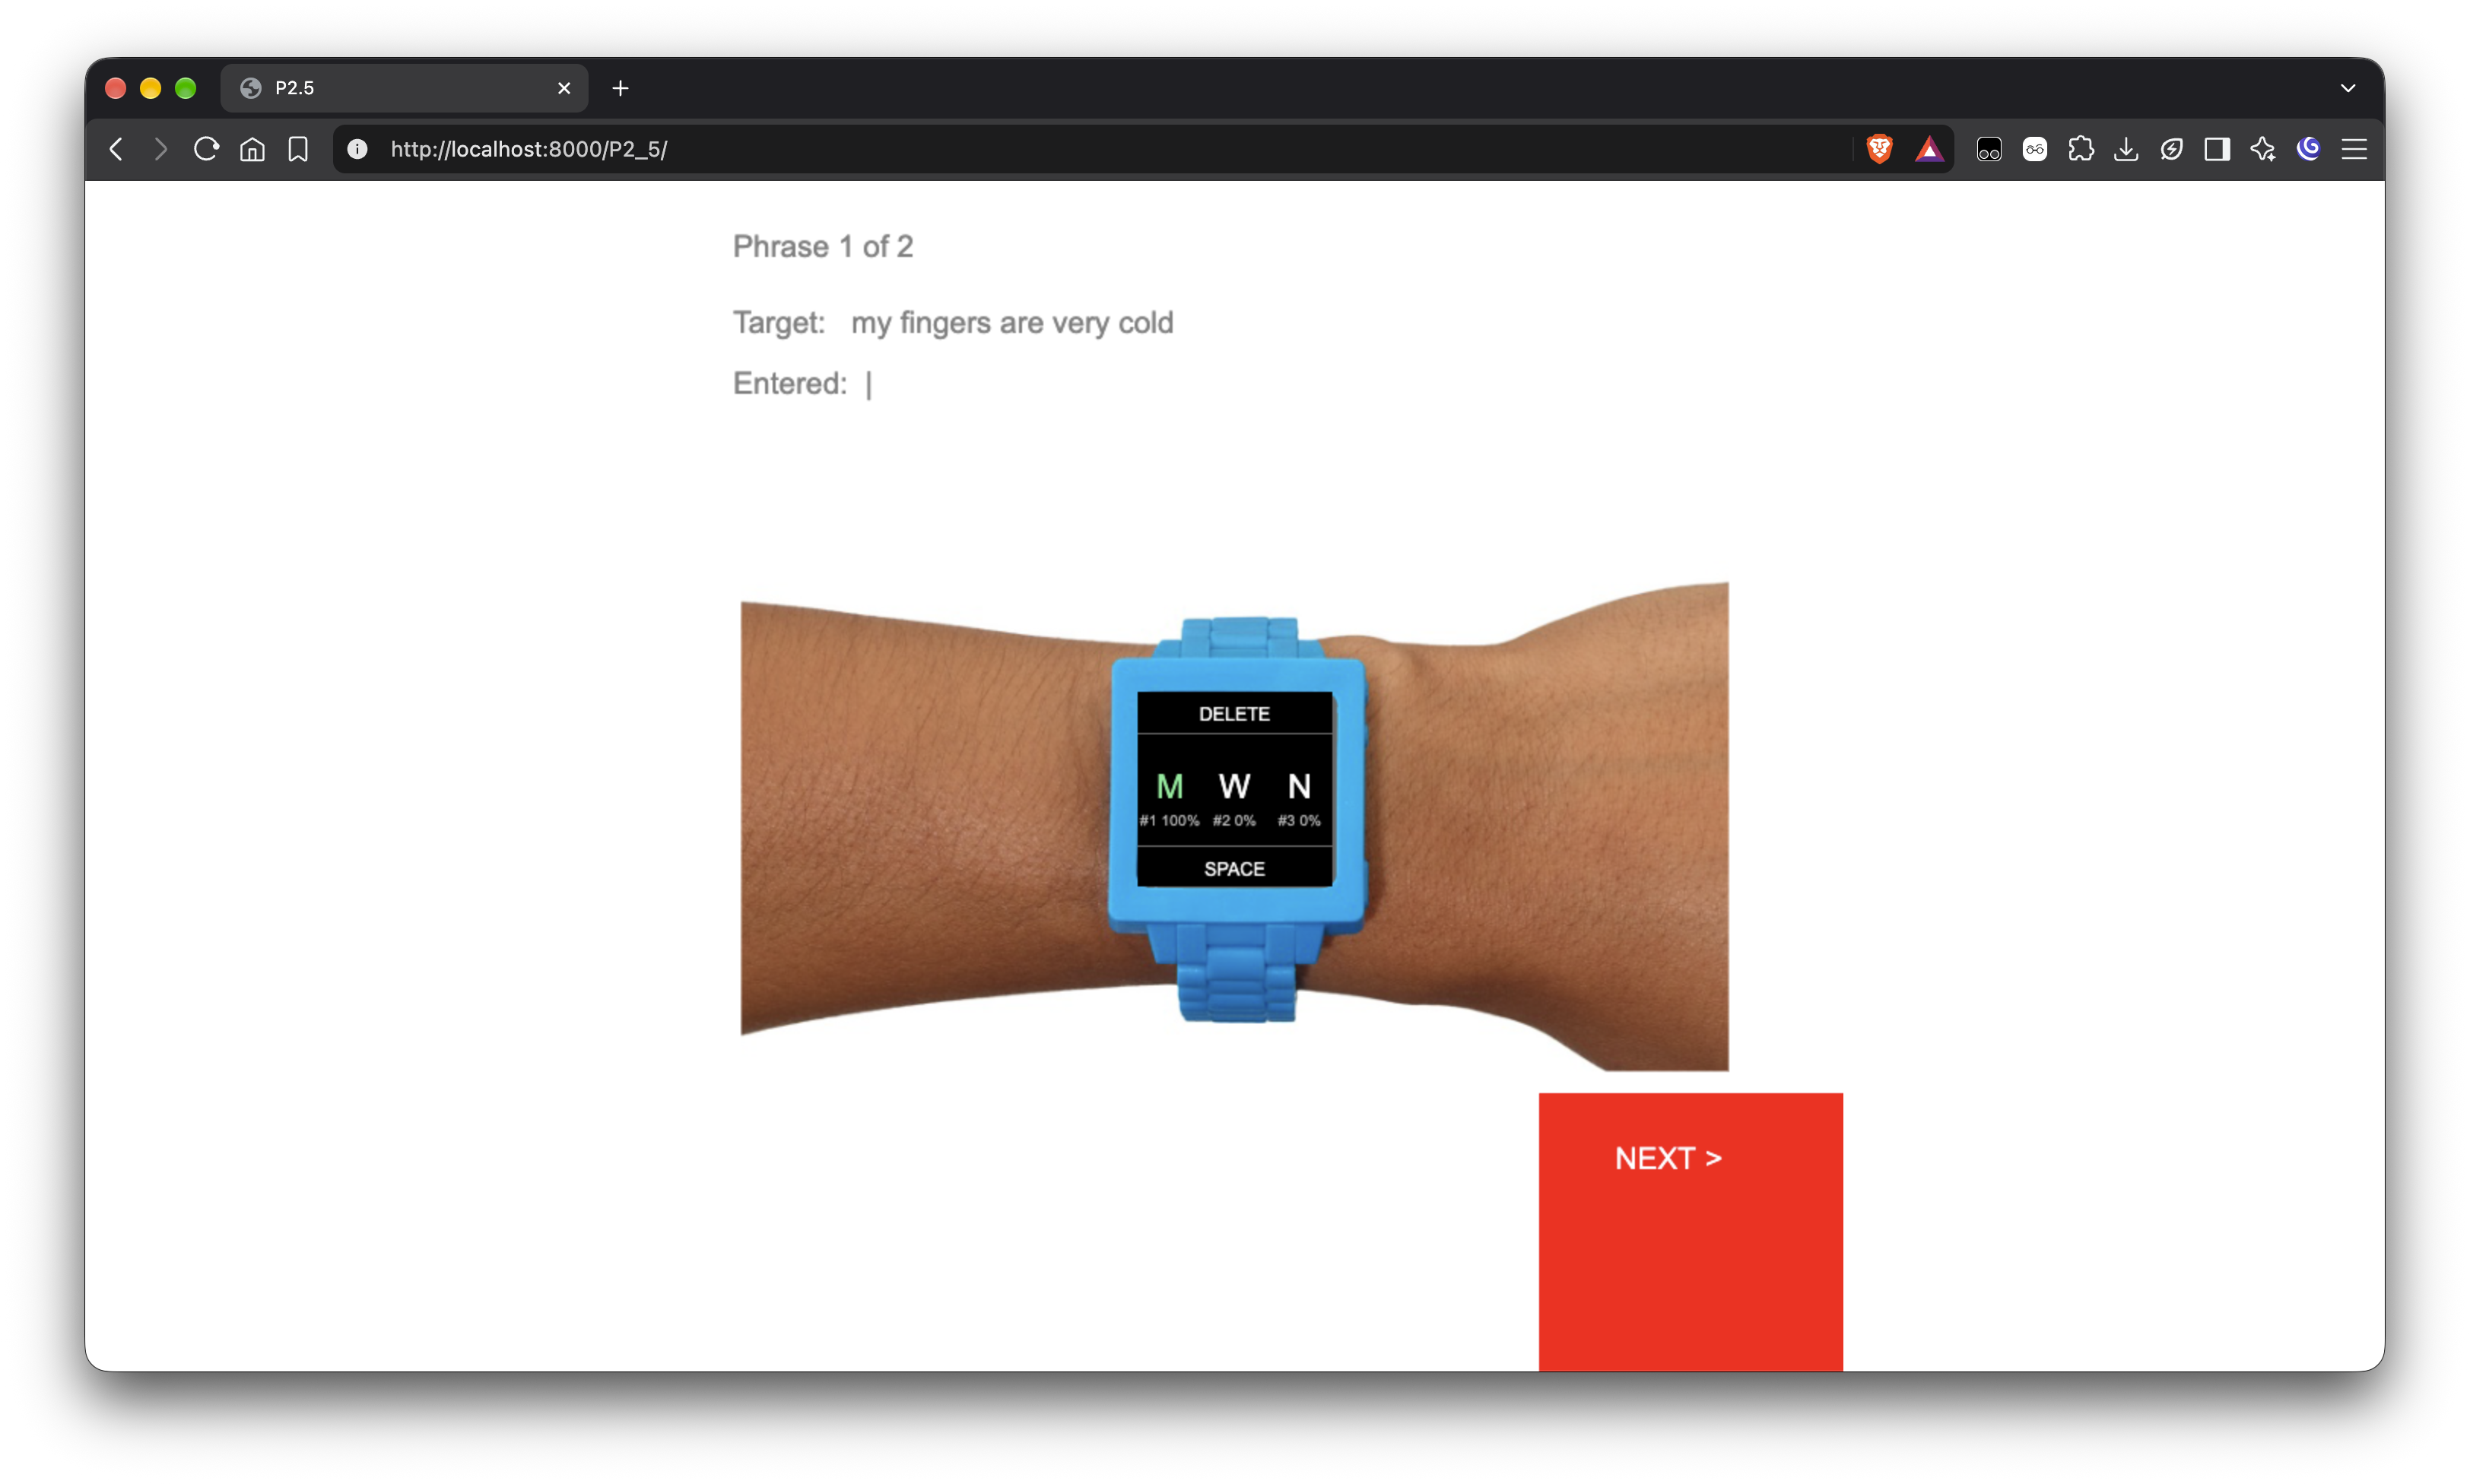 P2.5
http://localhost:8000/P2_5/
Phrase 1 of 2
Target: my fingers are very cold
Entered: |
DELETE
M W N
#1 100% #2 0% #3 0%
SPACE
NEXT >